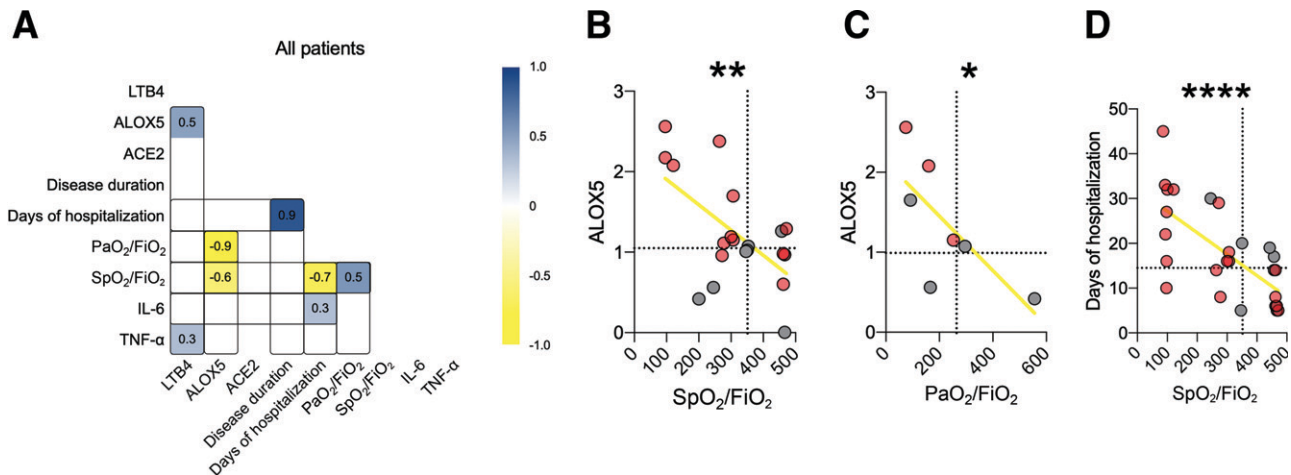 A
All patients
LTB4
ALOX5
ACE2
Disease duration
Days of hospitalization
PaO₂/FiO₂
SpO₂/FiO₂
IL-6
TNF-α
0.5
0.9
-0.9
-0.6
-0.7
0.5
0.3
0.3
LTB4
ALOX5
ACE2
Disease duration
Days of hospitalization
PaO₂/FiO₂
SpO₂/FiO₂
IL-6
TNF-α
1.0
0.5
0
-0.5
-1.0
B
**
ALOX5
3
2
1
0
0 100 200 300 400 500
SpO₂/FiO₂
C
*
ALOX5
3
2
1
0
0 200 400 600
PaO₂/FiO₂
D
****
Days of hospitalization
50
40
30
20
10
0
0 100 200 300 400 500
SpO₂/FiO₂